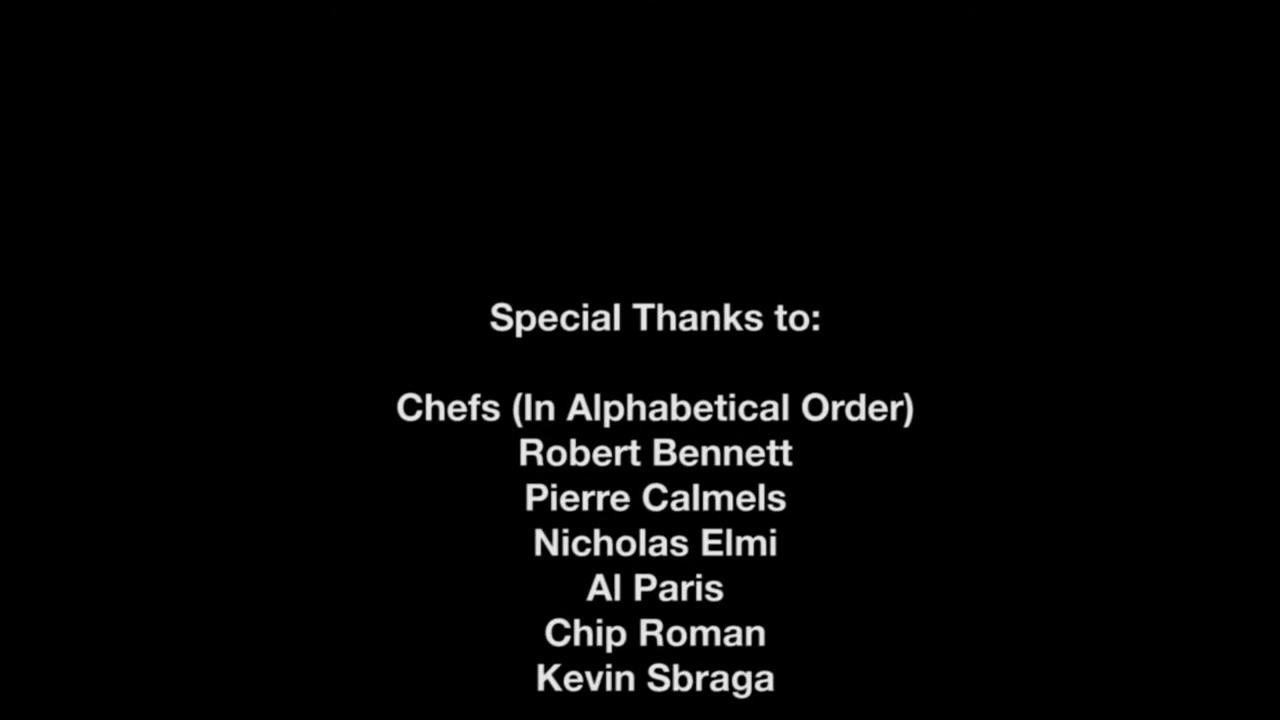 Special Thanks to:
Chefs (In Alphabetical Order)
Robert Bennett
Pierre Calmels
Nicholas Elmi
Al Paris
Chip Roman
Kevin Sbraga